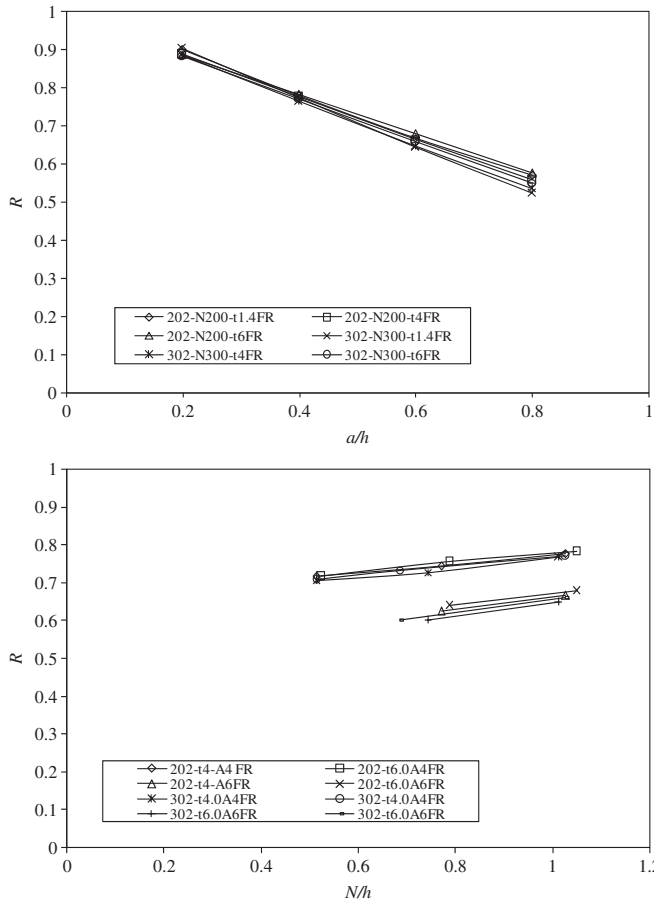 1
0.9
0.8
0.7
0.6
0.5
0.4
0.3
0.2
0.1
0
R
202-N200-t1.4FR 202-N200-t4FR
202-N200-t6FR 302-N300-t1.4FR
302-N300-t4FR 302-N300-t6FR
0 0.2 0.4 0.6 0.8 1
a/h
1
0.9
0.8
0.7
0.6
0.5
0.4
0.3
0.2
0.1
0
R
202-t4-A4FR 202-t6.0A4FR
202-t4-A6FR 202-t6.0A6FR
302-t4.0A4FR 302-t4.0A4FR
302-t6.0A6FR 302-t6.0A6FR
0 0.2 0.4 0.6 0.8 1 1.2
N/h